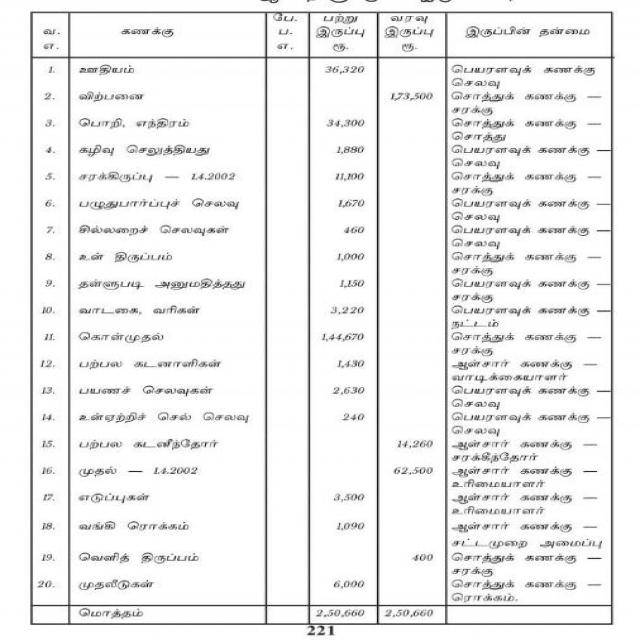 வ.
எ.
கணக்கு
பே.
ப.
எ.
பற்று
இருப்பு
ரூ.
வரவு
இருப்பு
ரூ.
இருப்பின் தன்மை
1. ஊதியம் 36,320 பெயரளவுக் கணக்கு
செலவு
2. விற்பனை 1,73,500 சொத்துக் கணக்கு —
சரக்கு
3. பொறி, எந்திரம் 34,300 சொத்துக் கணக்கு —
சொத்து
4. கழிவு செலுத்தியது 1,880 பெயரளவுக் கணக்கு —
செலவு
5. சரக்கிருப்பு — 1.4.2002 11,100 சொத்துக் கணக்கு —
சரக்கு
6. பழுதுபார்ப்புச் செலவு 1,670 பெயரளவுக் கணக்கு —
செலவு
7. சில்லறைச் செலவுகள் 460 பெயரளவுக் கணக்கு —
செலவு
8. உள் திருப்பம் 1,000 சொத்துக் கணக்கு —
சரக்கு
9. தள்ளுபடி அனுமதித்தது 1,150 பெயரளவுக் கணக்கு —
செலவு
10. வாடகை, வரிகள் 3,220 பெயரளவுக் கணக்கு —
நட்டம்
11. கொள்முதல் 1,44,670 சொத்துக் கணக்கு —
சரக்கு
12. பற்பல கடனாளிகள் 1,430 ஆள்சார் கணக்கு —
வாடிக்கையாளர்
13. பயணச் செலவுகள் 2,630 பெயரளவுக் கணக்கு —
செலவு
14. உள்ஏற்றிச் செல் செலவு 240 பெயரளவுக் கணக்கு —
செலவு
15. பற்பல கடனீந்தோர் 14,260 ஆள்சார் கணக்கு —
சரக்கீந்தோர்
16. முதல் — 1.4.2002 62,500 ஆள்சார் கணக்கு —
உரிமையாளர்
17. எடுப்புகள் 3,500 ஆள்சார் கணக்கு —
உரிமையாளர்
18. வங்கி ரொக்கம் 1,090 ஆள்சார் கணக்கு —
சட்டமுறை அமைப்பு
19. வெளித் திருப்பம் 400 சொத்துக் கணக்கு —
சரக்கு
20. முதலீடுகள் 6,000 சொத்துக் கணக்கு —
ரொக்கம்.
மொத்தம் 2,50,660 2,50,660
221